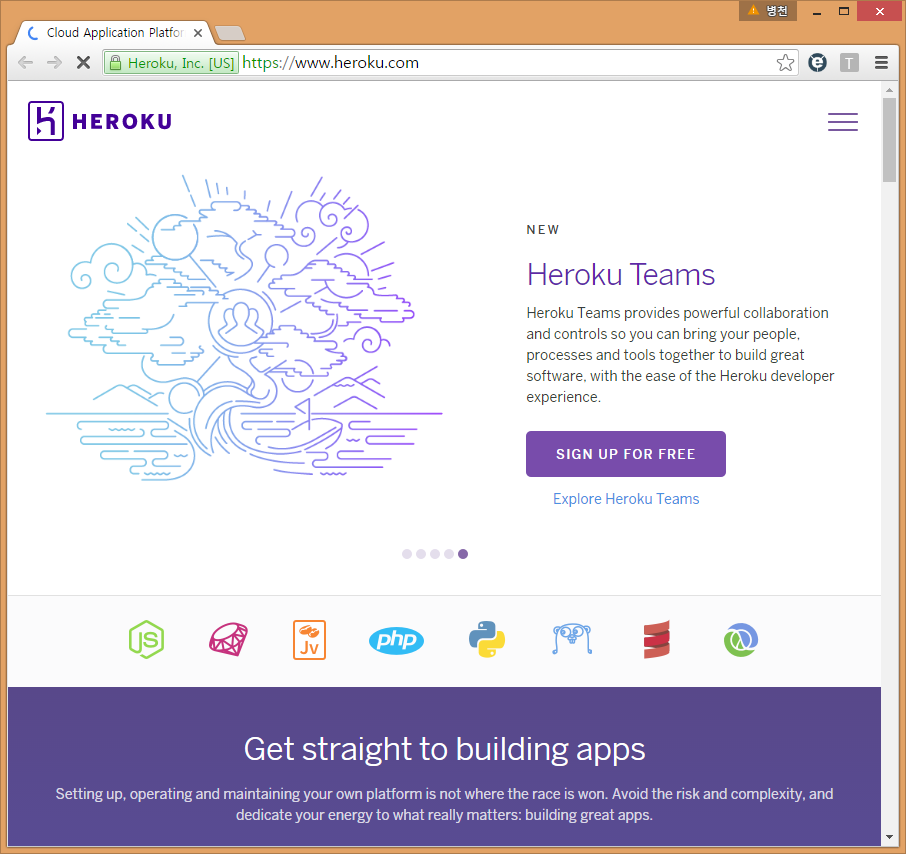 병천
Cloud Application Platfor
Heroku, Inc. [US] https://www.heroku.com
T
HEROKU
NEW
Heroku Teams
Heroku Teams provides powerful collaboration
and controls so you can bring your people,
processes and tools together to build great
software, with the ease of the Heroku developer
experience.
SIGN UP FOR FREE
Explore Heroku Teams
JS
Jv
php
Get straight to building apps
Setting up, operating and maintaining your own platform is not where the race is won. Avoid the risk and complexity, and
dedicate your energy to what really matters: building great apps.